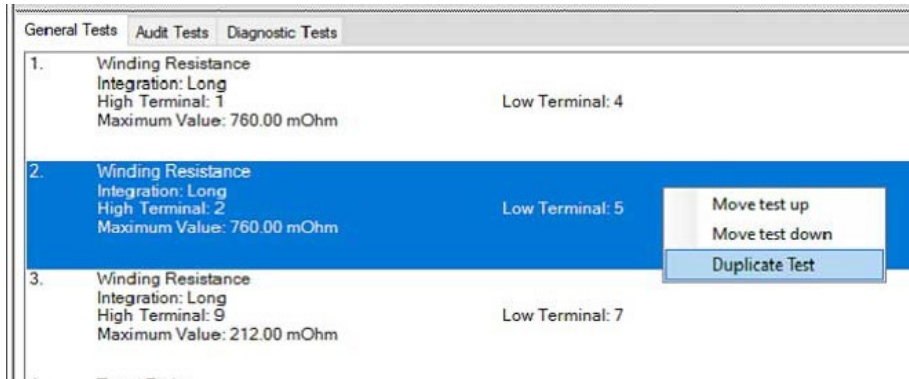 General Tests Audit Tests Diagnostic Tests
1. Winding Resistance
Integration: Long
High Terminal: 1 Low Terminal: 4
Maximum Value: 760.00 mOhm
2. Winding Resistance
Integration: Long
High Terminal: 2 Low Terminal: 5
Maximum Value: 760.00 mOhm
Move test up
Move test down
Duplicate Test
3. Winding Resistance
Integration: Long
High Terminal: 9 Low Terminal: 7
Maximum Value: 212.00 mOhm